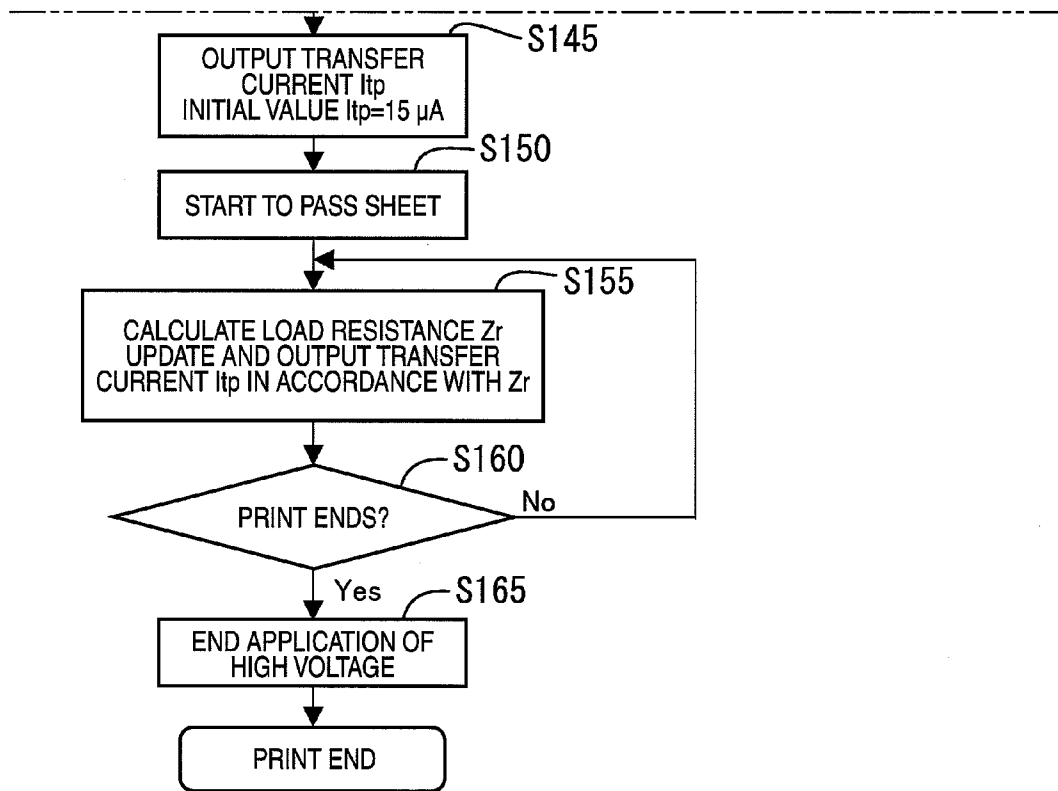 S145
OUTPUT TRANSFER
CURRENT Itp
INITIAL VALUE Itp=15 µA
S150
START TO PASS SHEET
S155
CALCULATE LOAD RESISTANCE Zr
UPDATE AND OUTPUT TRANSFER
CURRENT Itp IN ACCORDANCE WITH Zr
S160
PRINT ENDS?
No
Yes
S165
END APPLICATION OF
HIGH VOLTAGE
PRINT END